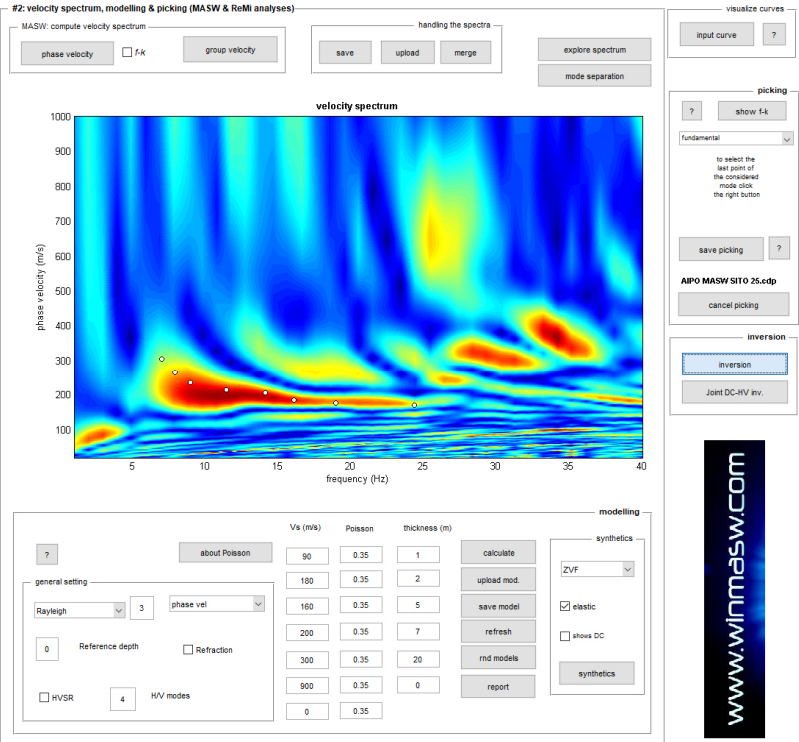 #2: velocity spectrum, modelling & picking (MASW & ReMi analyses)
MASW: compute velocity spectrum
phase velocity
f-k
group velocity
handling the spectra
save
upload
merge
explore spectrum
mode separation
visualize curves
input curve
?
picking
?
show f-k
fundamental
to select the
last point of
the considered
mode click
the right button
save picking
?
AIPO MASW SITO 25.cdp
cancel picking
inversion
inversion
Joint DC-HV inv.
www.winmasw.com
velocity spectrum
phase velocity (m/s)
1000
900
800
700
600
500
400
300
200
100
5 10 15 20 25 30 35 40
frequency (Hz)
modelling
?
about Poisson
general setting
Rayleigh
3
phase vel
0
Reference depth
Refraction
HVSR
4
H/V modes
Vs (m/s) Poisson thickness (m)
90 0.35 1
180 0.35 2
160 0.35 5
200 0.35 7
300 0.35 20
900 0.35 0
0 0.35
calculate
upload mod.
save model
refresh
rnd models
report
synthetics
ZVF
elastic
shows DC
synthetics